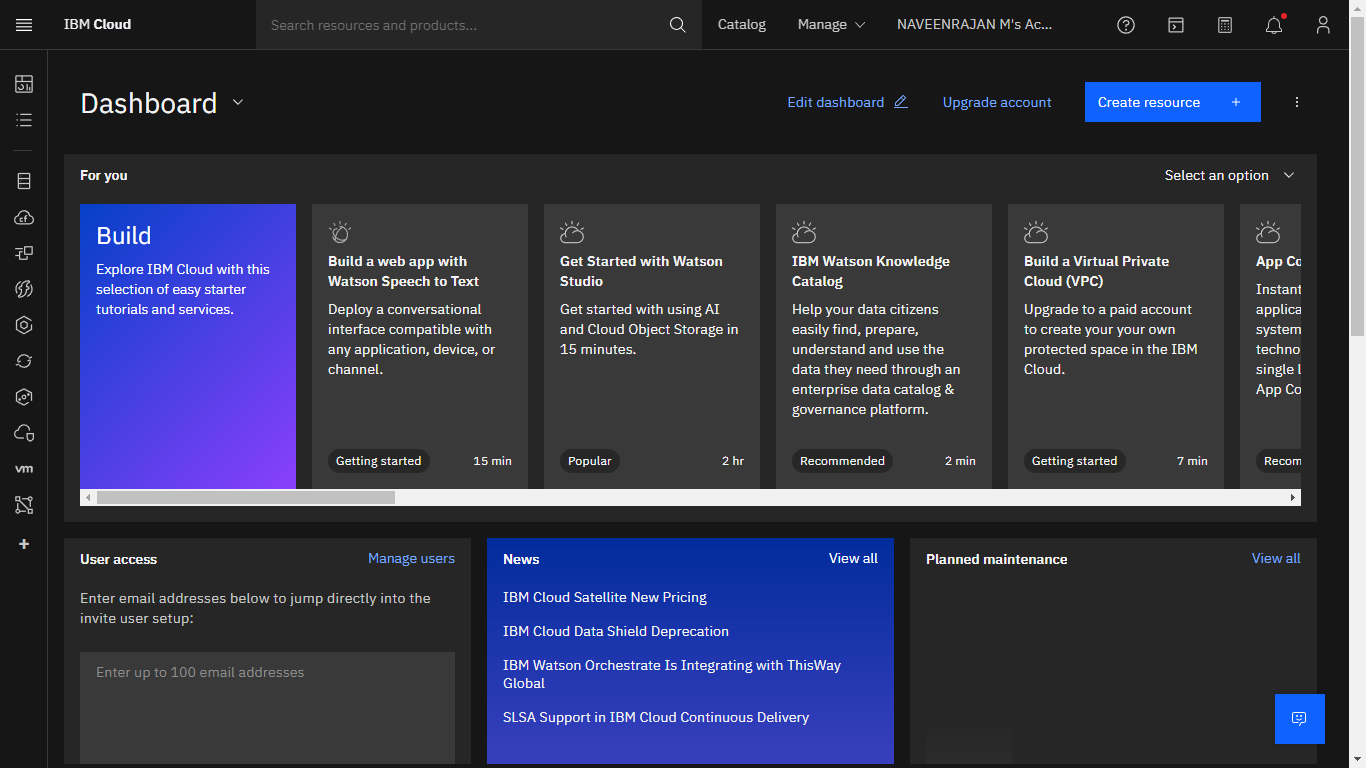 IBM Cloud
Search resources and products...
Catalog
Manage
NAVEENRAJAN M's Ac...
Dashboard
Edit dashboard
Upgrade account
Create resource +
For you
Select an option
Build
Explore IBM Cloud with this
selection of easy starter
tutorials and services.
Build a web app with
Watson Speech to Text
Deploy a conversational
interface compatible with
any application, device, or
channel.
Getting started
15 min
Get Started with Watson
Studio
Get started with using AI
and Cloud Object Storage in
15 minutes.
Popular
2 hr
IBM Watson Knowledge
Catalog
Help your data citizens
easily find, prepare,
understand and use the
data they need through an
enterprise data catalog &
governance platform.
Recommended
2 min
Build a Virtual Private
Cloud (VPC)
Upgrade to a paid account
to create your your own
protected space in the IBM
Cloud.
Getting started
7 min
App Co
Instant
applica
system
techno
single l
App Co
Recom
cf
vm
User access
Manage users
Enter email addresses below to jump directly into the
invite user setup:
Enter up to 100 email addresses
News
View all
IBM Cloud Satellite New Pricing
IBM Cloud Data Shield Deprecation
IBM Watson Orchestrate Is Integrating with ThisWay
Global
SLSA Support in IBM Cloud Continuous Delivery
Planned maintenance
View all